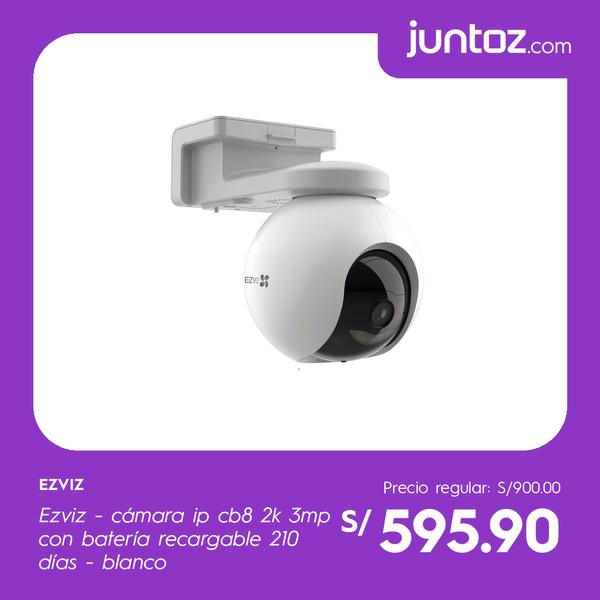 juntoz.com
EZVIZ
EZVIZ
Ezviz - cámara ip cb8 2k 3mp
con batería recargable 210
días - blanco
Precio regular: S/900.00
S/ 595.90